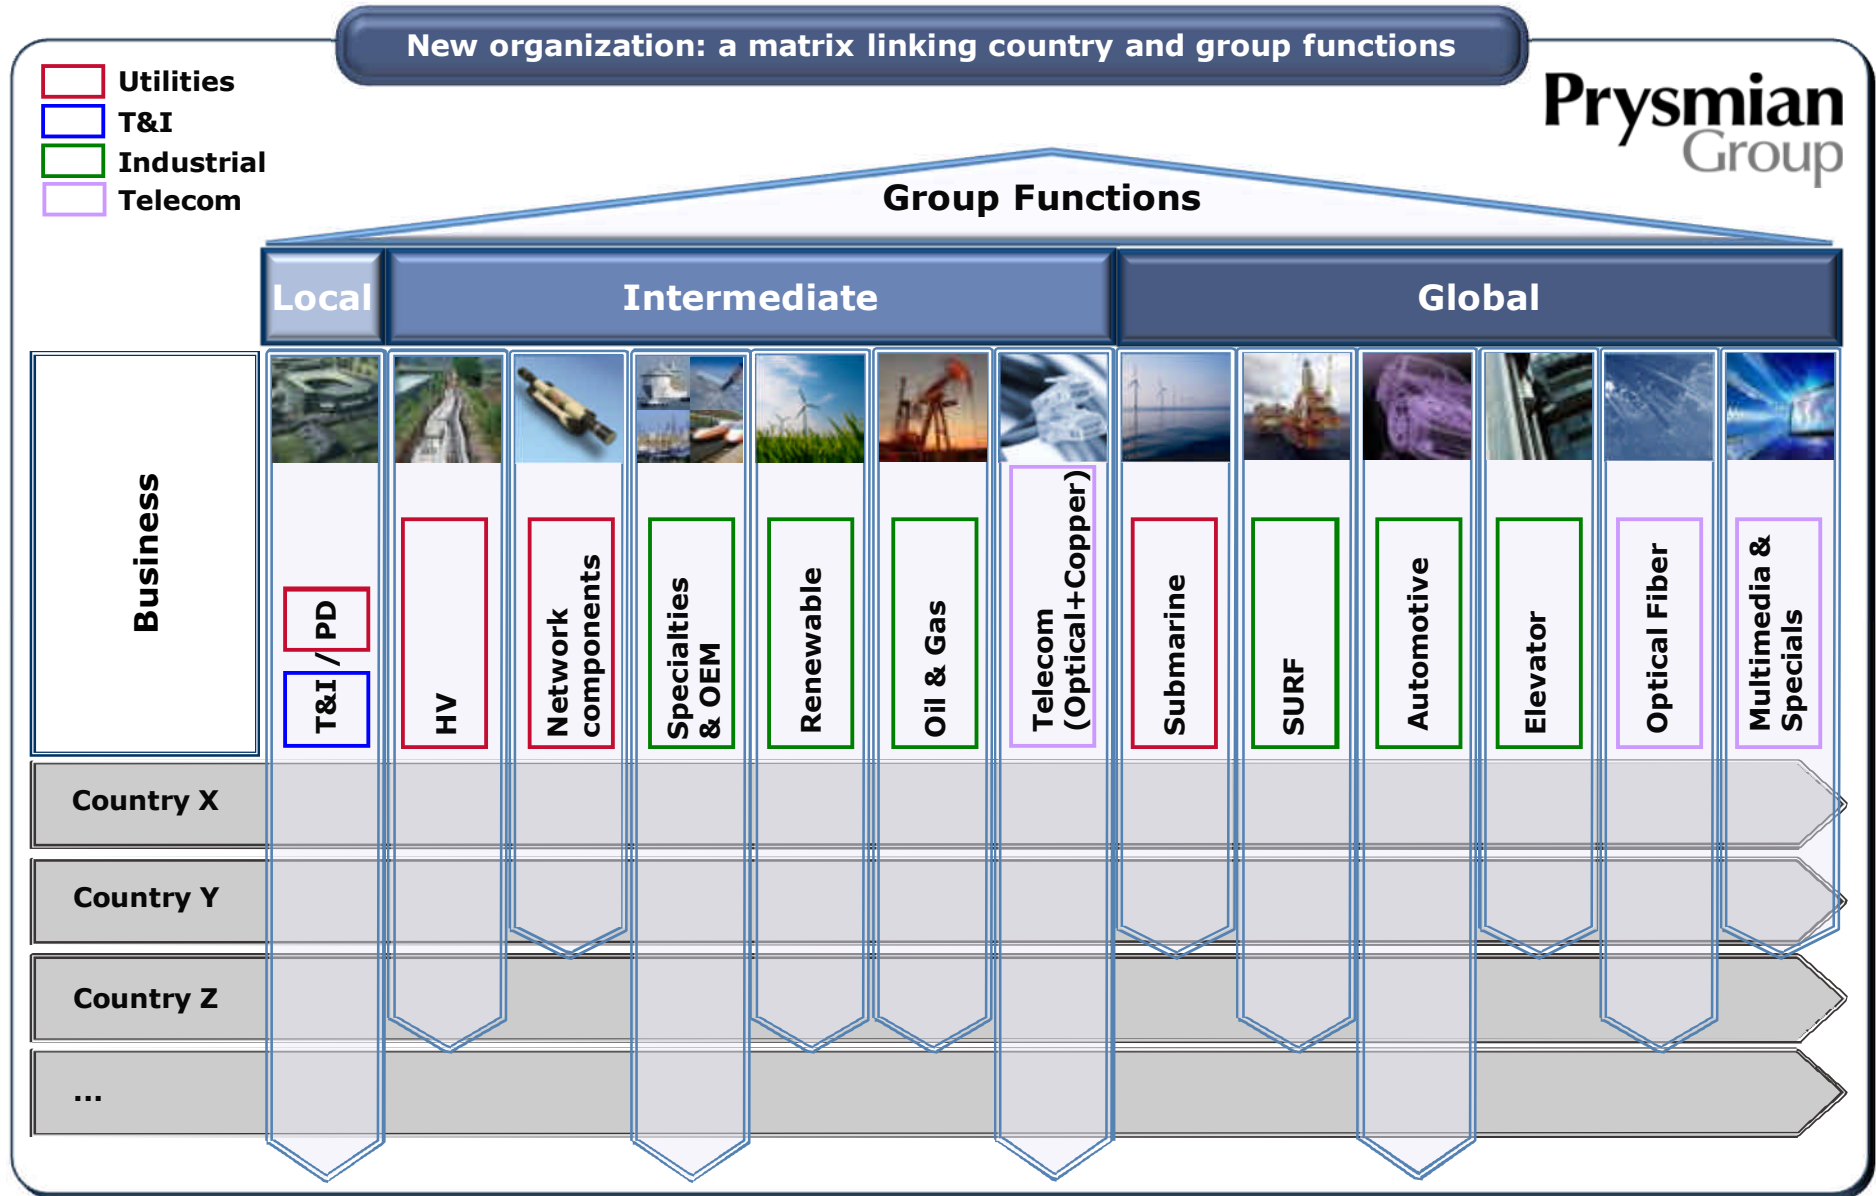 New organization: a matrix linking country and group functions
Utilities
T&I
Industrial
Telecom
Prysmian
Group
Group Functions
Local
Intermediate
Global
Business
T&I / PD
HV
Network
components
Specialties
& OEM
Renewable
Oil & Gas
Telecom
(Optical+Copper)
Submarine
SURF
Automotive
Elevator
Optical Fiber
Multimedia &
Specials
Country X
Country Y
Country Z
...